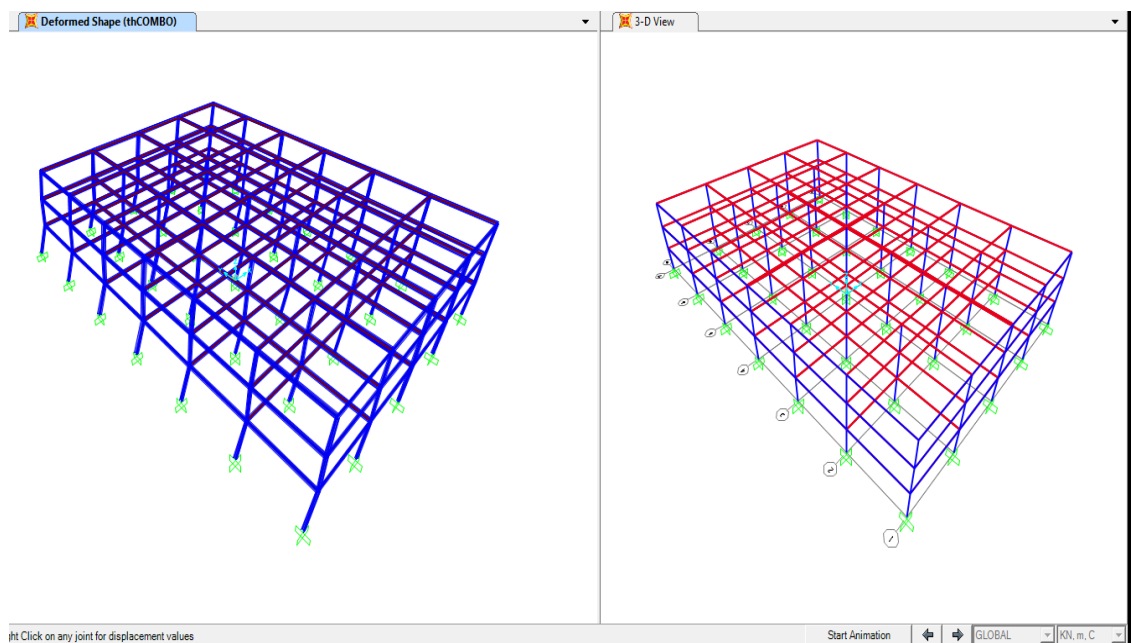 Deformed Shape (thCOMBO)
3-D View
ght Click on any joint for displacement values
Start Animation
GLOBAL
KN, m, C